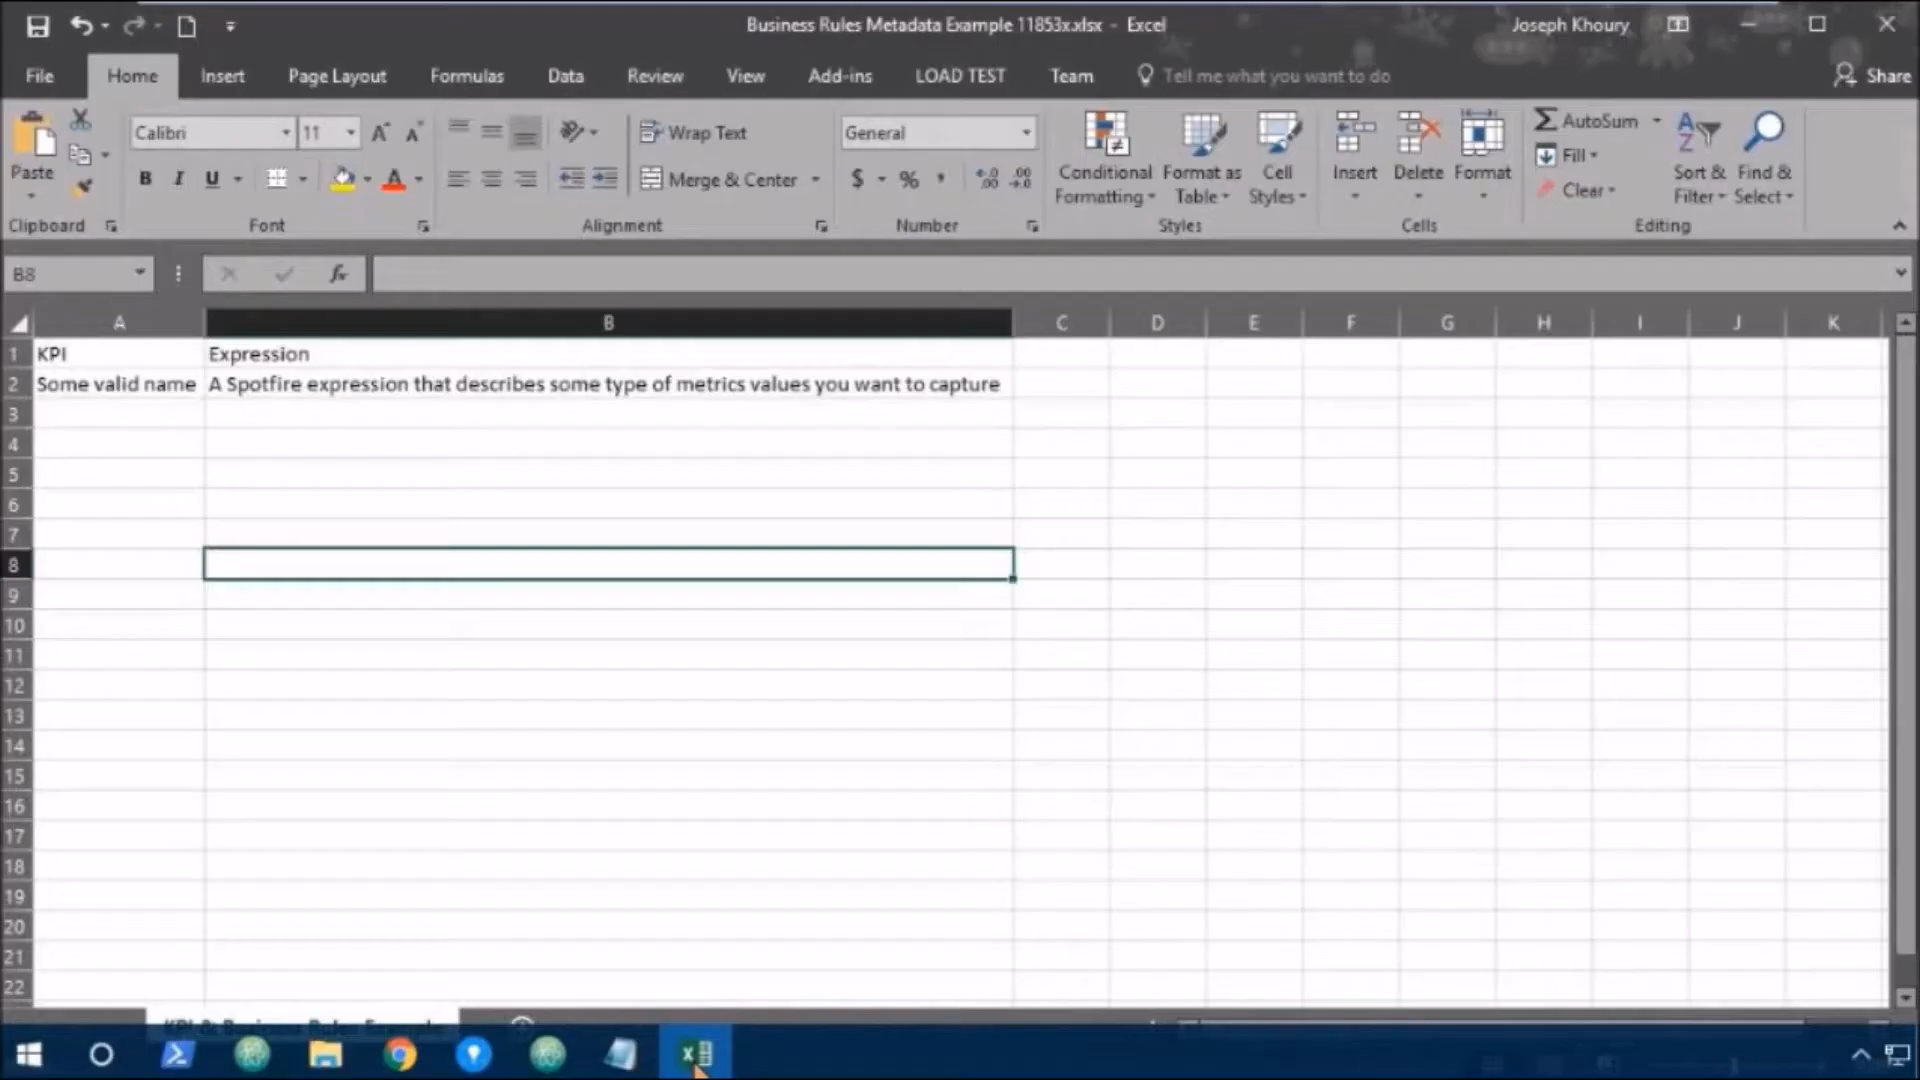 Business Rules Metadata Example 11853x.xlsx - Excel
Joseph Khoury
File Home Insert Page Layout Formulas Data Review View Add-ins LOAD TEST Team Tell me what you want to do Share
Calibri 11 Wrap Text General AutoSum
Fill
Paste B I U Merge & Center $ % , Conditional Formatting Format as Table Cell Styles Insert Delete Format Clear Sort & Filter Find & Select
Clipboard Font Alignment Number Styles Cells Editing
B8 fx
A B C D E F G H I J K
1 KPI Expression
2 Some valid name A Spotfire expression that describes some type of metrics values you want to capture
3
4
5
6
7
8
9
10
11
12
13
14
15
16
17
18
19
20
21
22
KPI & Business Rules Example